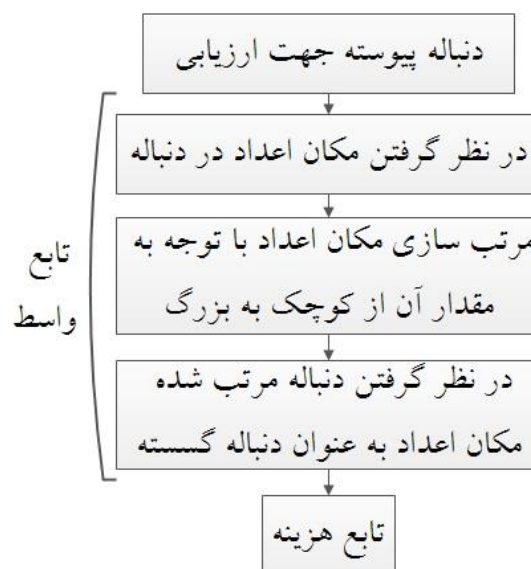 دنباله پیوسته جهت ارزیابی
در نظر گرفتن مکان اعداد در دنباله
مرتب سازی مکان اعداد با توجه به
مقدار آن از کوچک به بزرگ
در نظر گرفتن دنباله مرتب شده
مکان اعداد به عنوان دنباله گسسته
تابع هزینه
تابع
واسط